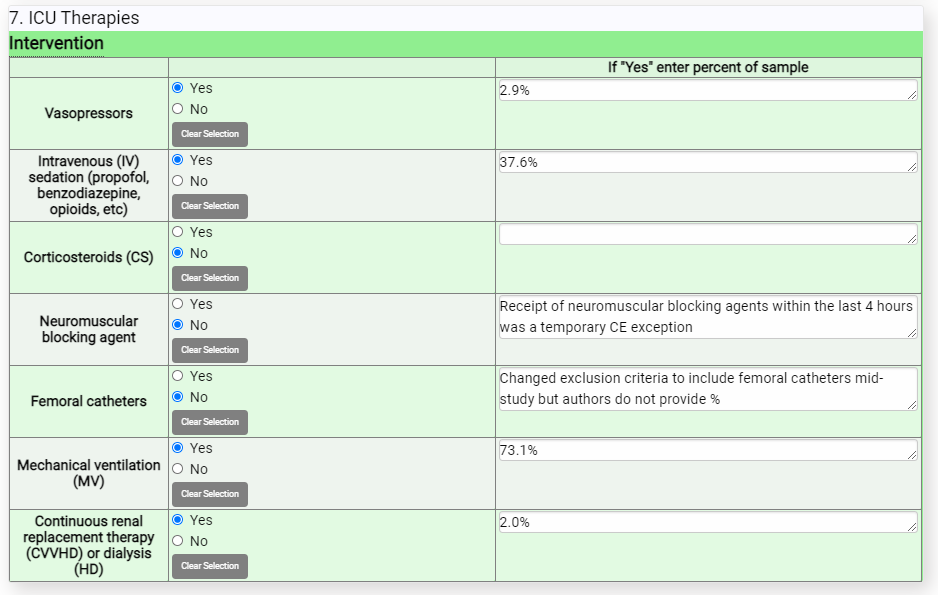 7. ICU Therapies
Intervention
If "Yes" enter percent of sample
Vasopressors
Yes
No
Clear Selection
2.9%
Intravenous (IV)
sedation (propofol,
benzodiazepine,
opioids, etc)
Yes
No
Clear Selection
37.6%
Corticosteroids (CS)
Yes
No
Clear Selection
Neuromuscular
blocking agent
Yes
No
Clear Selection
Receipt of neuromuscular blocking agents within the last 4 hours
was a temporary CE exception
Femoral catheters
Yes
No
Clear Selection
Changed exclusion criteria to include femoral catheters mid-
study but authors do not provide %
Mechanical ventilation
(MV)
Yes
No
Clear Selection
73.1%
Continuous renal
replacement therapy
(CVVHD) or dialysis
(HD)
Yes
No
Clear Selection
2.0%